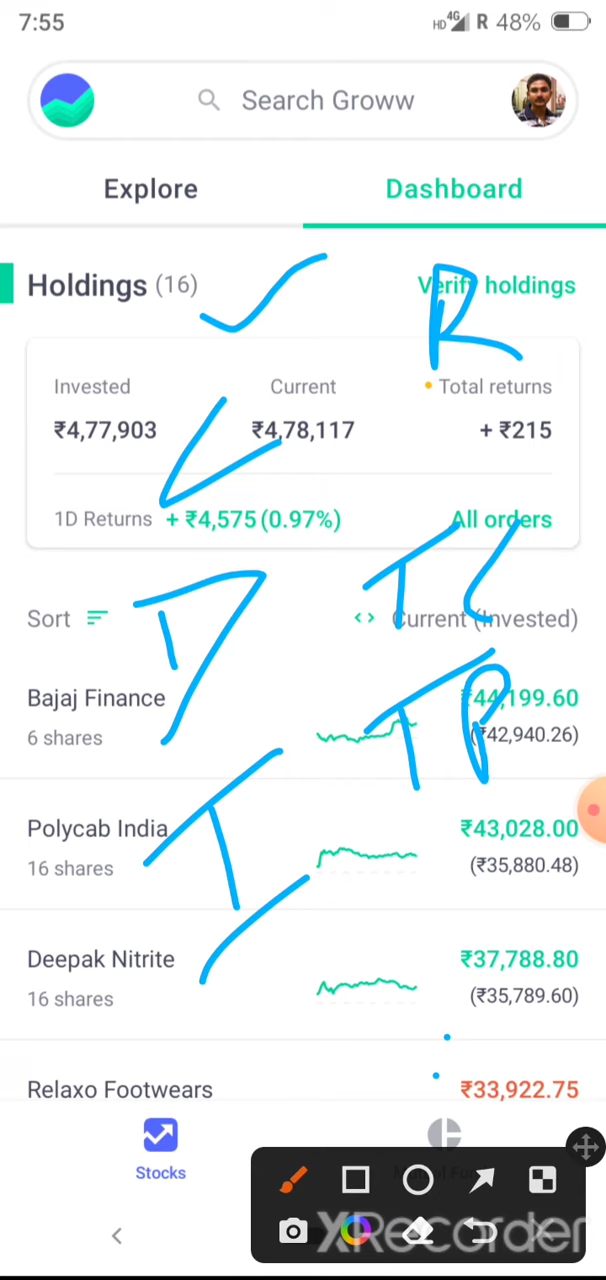 7:55 HD 4G R 48%
Search Groww
Explore Dashboard
Holdings (16) Verify holdings
R
Invested Current Total returns
₹4,77,903 ₹4,78,117 + ₹215
1D Returns + ₹4,575 (0.97%) All orders
Sort <> Current (Invested)
Bajaj Finance ₹44,199.60
6 shares (₹42,940.26)
TP
Polycab India ₹43,028.00
16 shares (₹35,880.48)
I
Deepak Nitrite ₹37,788.80
16 shares (₹35,789.60)
Relaxo Footwears ₹33,922.75
Stocks
XRecorder